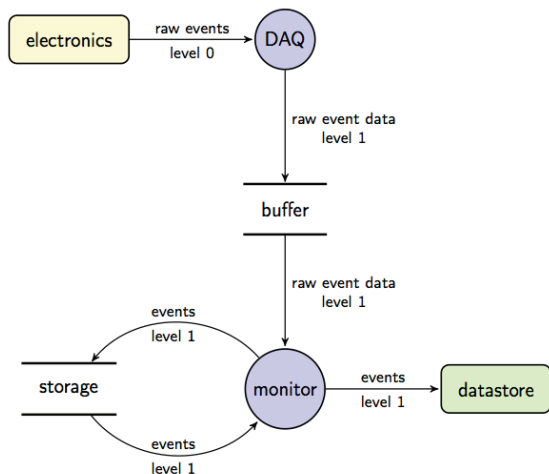 electronics
raw events
level 0
DAQ
raw event data
level 1
buffer
raw event data
level 1
events
level 1
storage
monitor
events
level 1
datastore
events
level 1